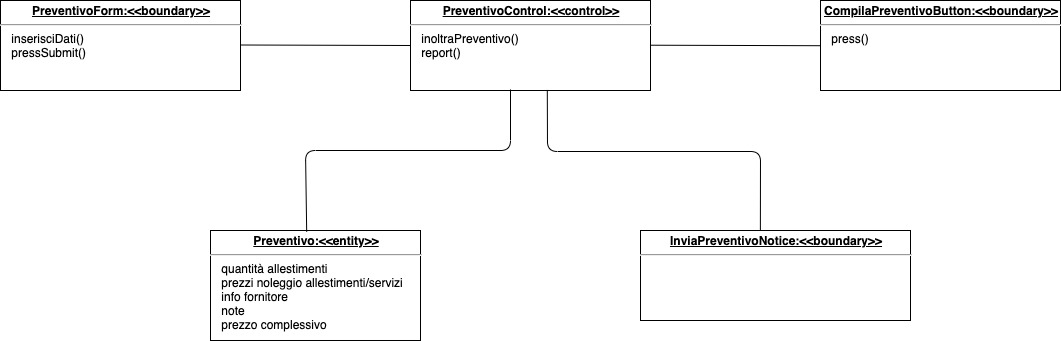 PreventivoForm:<<boundary>>
inserisciDati()
pressSubmit()
PreventivoControl:<<control>>
inoltraPreventivo()
report()
CompilaPreventivoButton:<<boundary>>
press()
Preventivo:<<entity>>
quantità allestimenti
prezzi noleggio allestimenti/servizi
info fornitore
note
prezzo complessivo
InviaPreventivoNotice:<<boundary>>